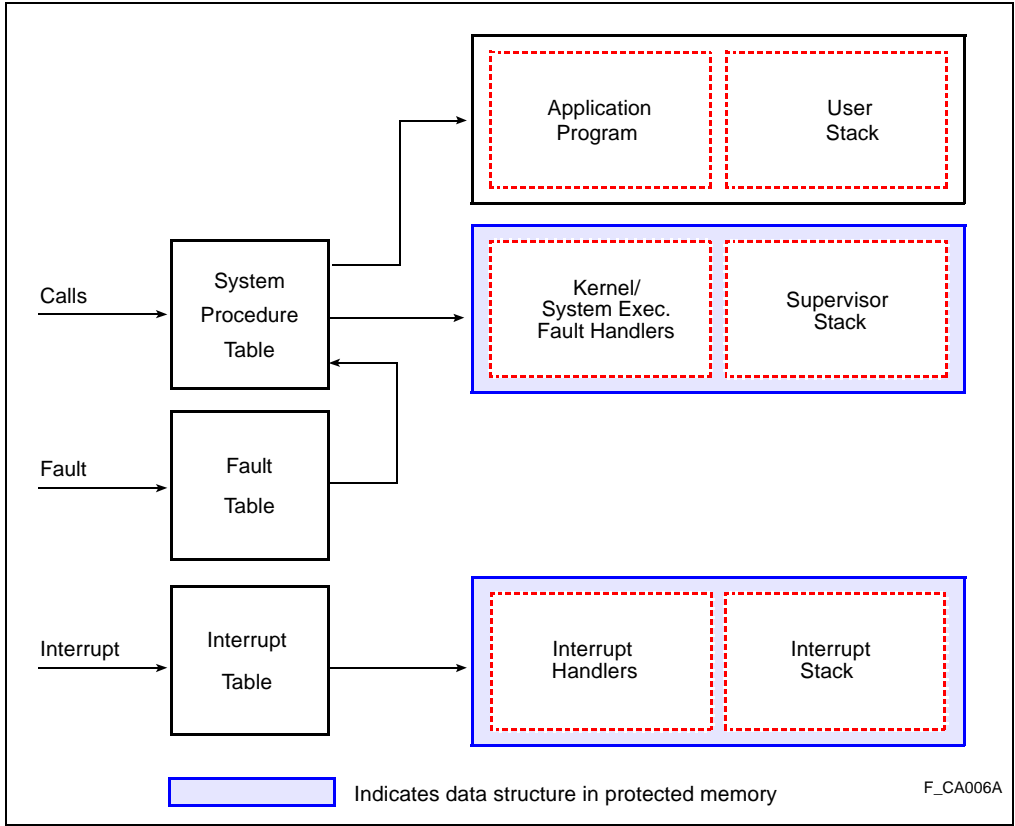 Application
Program
User
Stack
Calls
System
Procedure
Table
Kernel/
System Exec.
Fault Handlers
Supervisor
Stack
Fault
Fault
Table
Interrupt
Interrupt
Table
Interrupt
Handlers
Interrupt
Stack
Indicates data structure in protected memory
F_CA006A